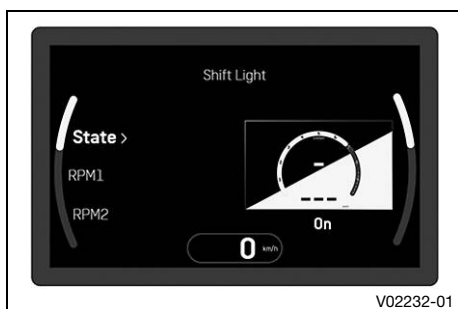 Shift Light
State >
RPM1
RPM2
On
0 km/h
V02232-01